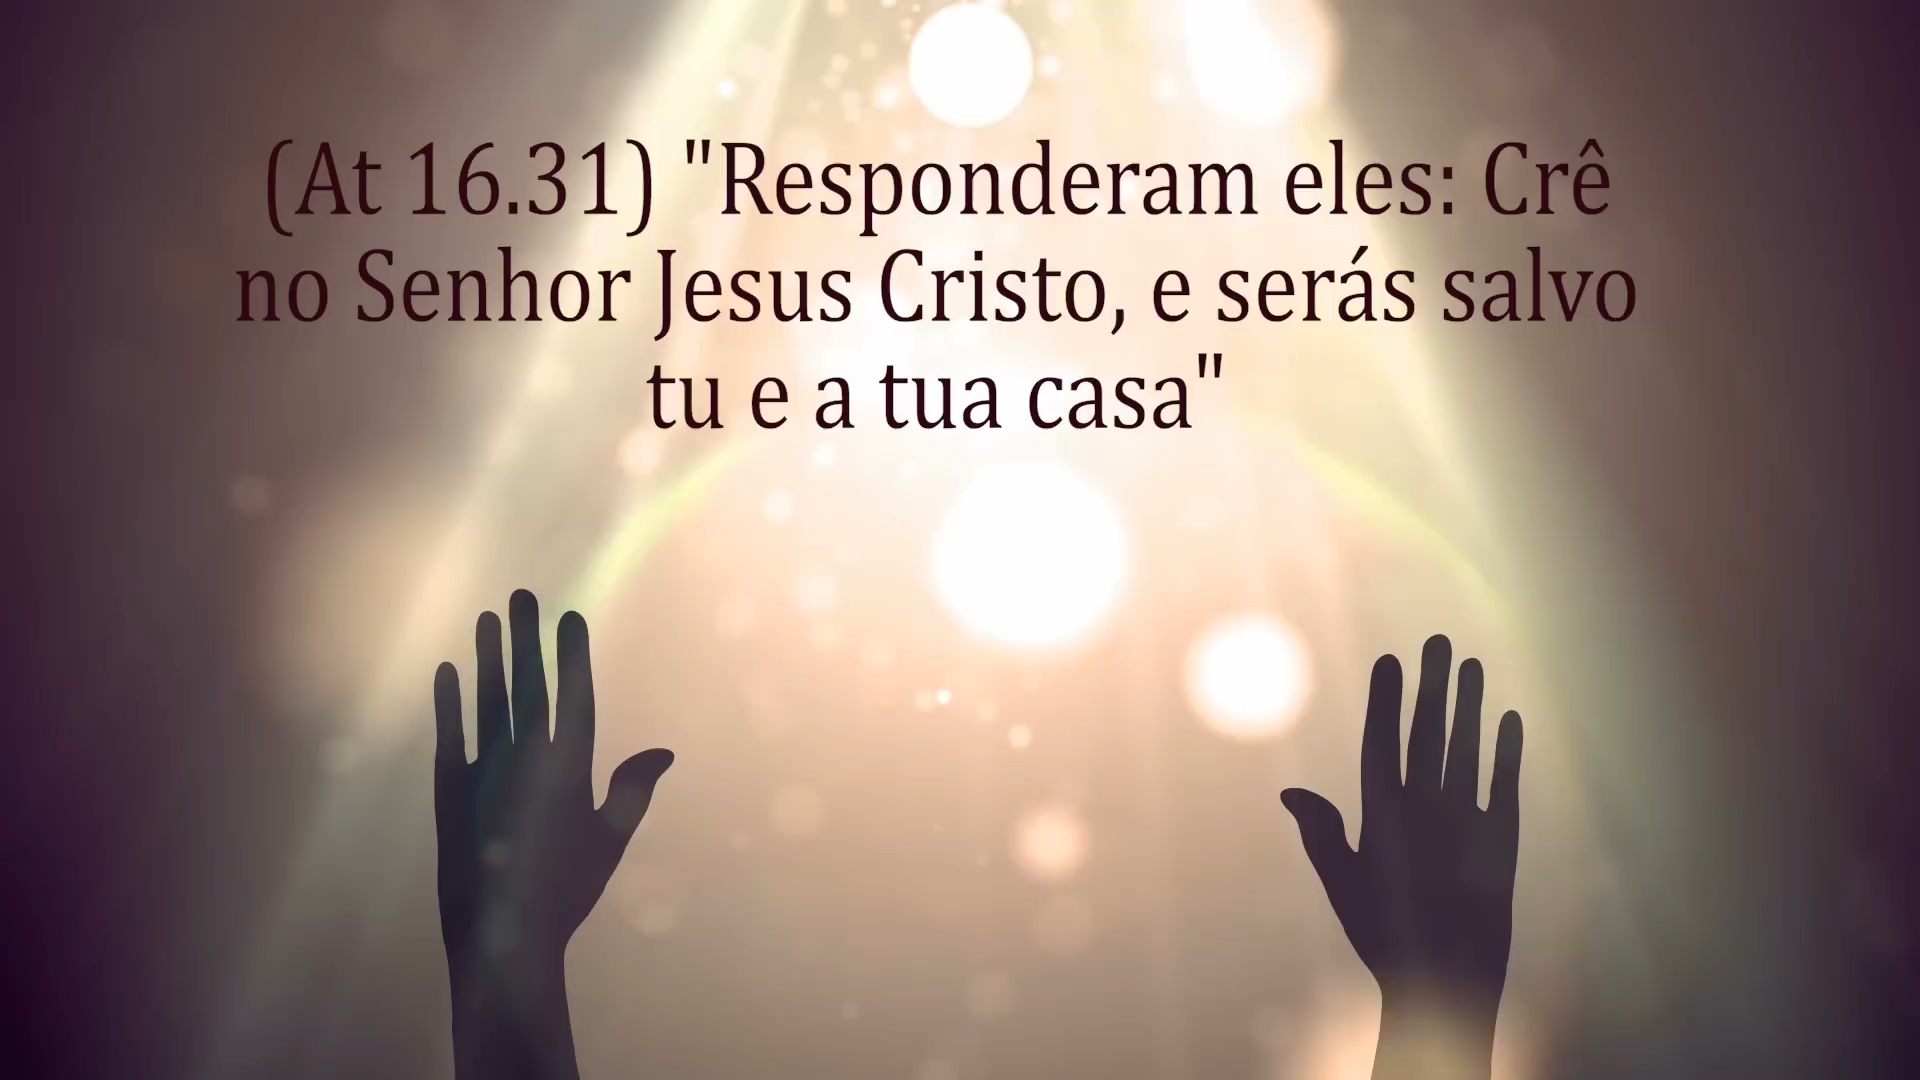 (At 16.31) "Responderam eles: Crê
no Senhor Jesus Cristo, e serás salvo
tu e a tua casa"